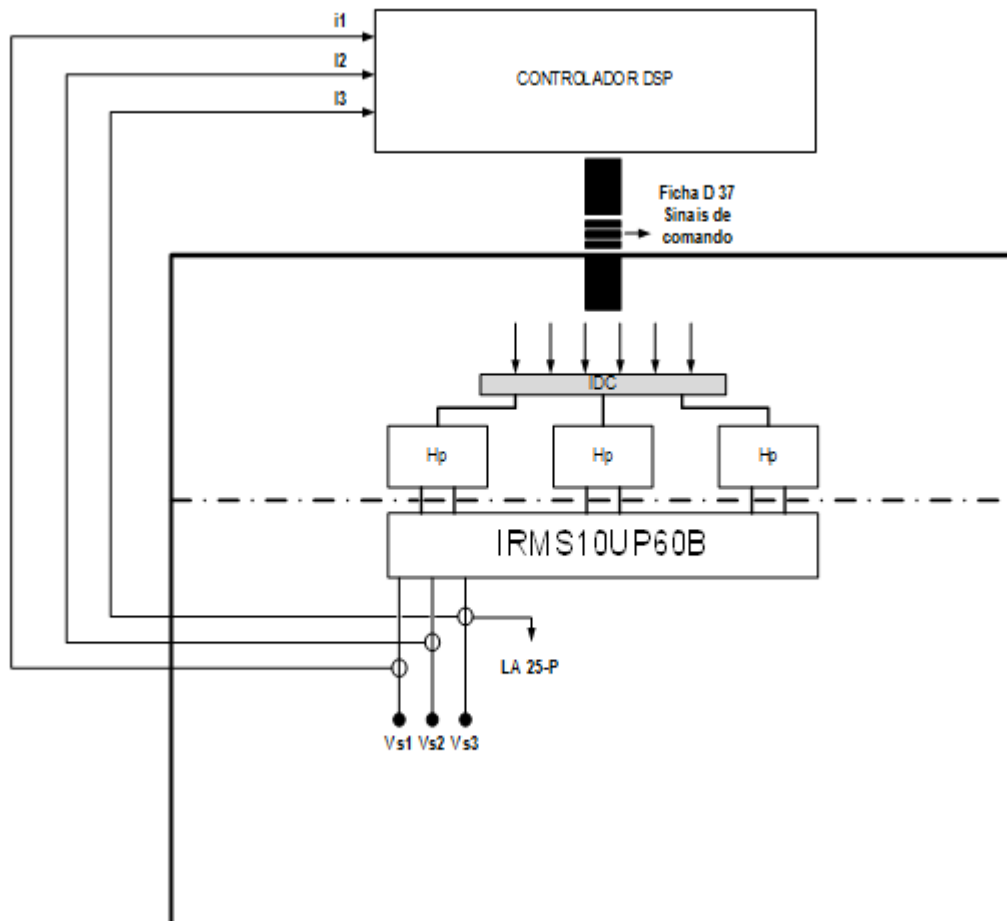 i1
I2
I3
CONTROLADOR DSP
Ficha D 37
Sinais de
comando
IDC
Hp
Hp
Hp
IRMS10UP60B
LA 25-P
Vs1 Vs2 Vs3